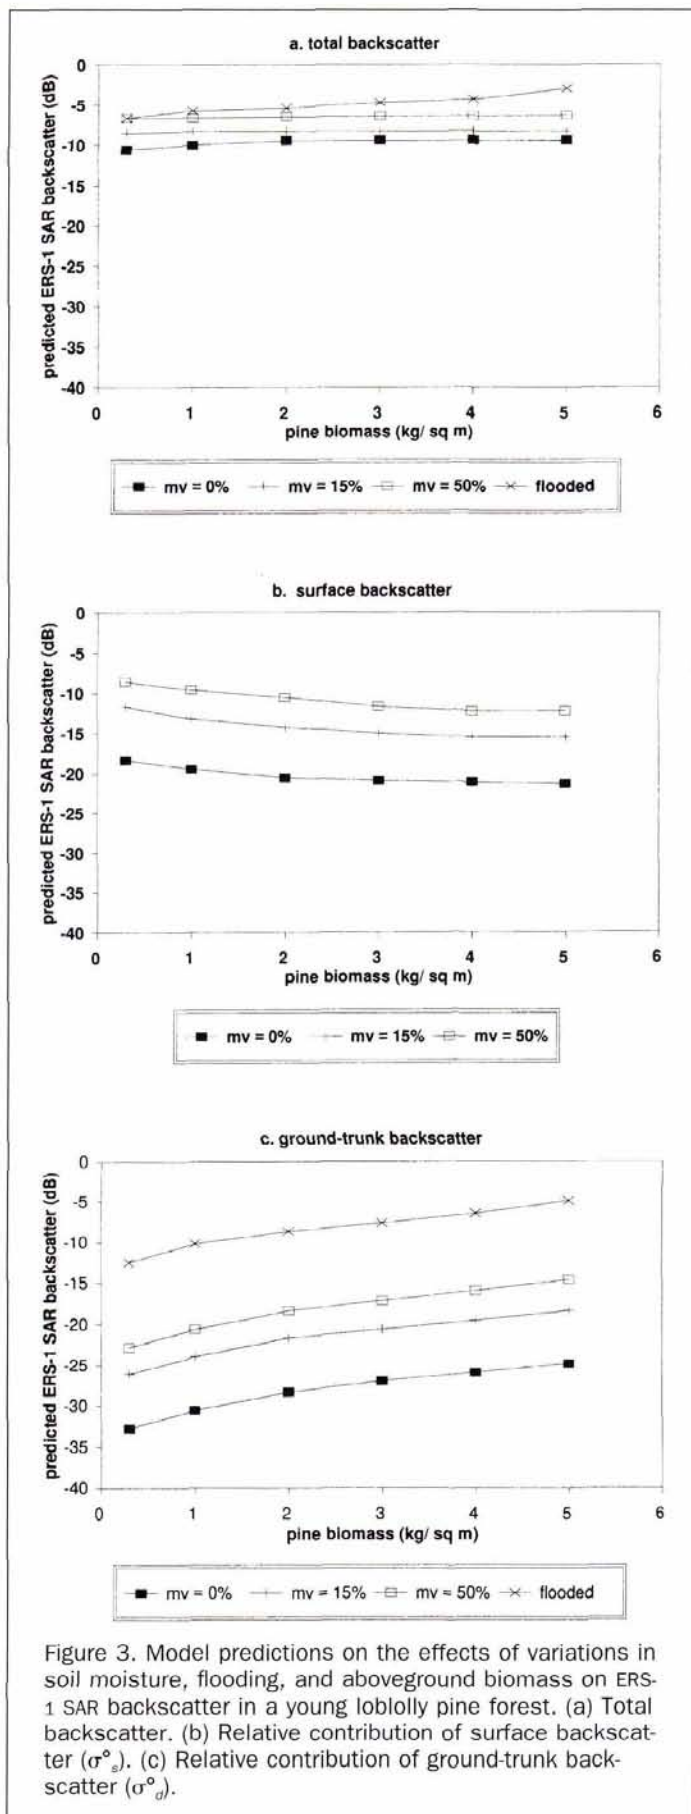 a. total backscatter
predicted ERS-1 SAR backscatter (dB)
0
-5
-10
-15
-20
-25
-30
-35
-40
0 1 2 3 4 5 6
pine biomass (kg/ sq m)
mv = 0% mv = 15% mv = 50% flooded
b. surface backscatter
predicted ERS-1 SAR backscatter (dB)
0
-5
-10
-15
-20
-25
-30
-35
-40
0 1 2 3 4 5 6
pine biomass (kg/ sq m)
mv = 0% mv = 15% mv = 50%
c. ground-trunk backscatter
predicted ERS-1 SAR backscatter (dB)
0
-5
-10
-15
-20
-25
-30
-35
-40
0 1 2 3 4 5 6
pine biomass (kg/ sq m)
mv = 0% mv = 15% mv = 50% flooded
Figure 3. Model predictions on the effects of variations in
soil moisture, flooding, and aboveground biomass on ERS-
1 SAR backscatter in a young loblolly pine forest. (a) Total
backscatter. (b) Relative contribution of surface backscat-
ter (σ°s). (c) Relative contribution of ground-trunk back-
scatter (σ°d).